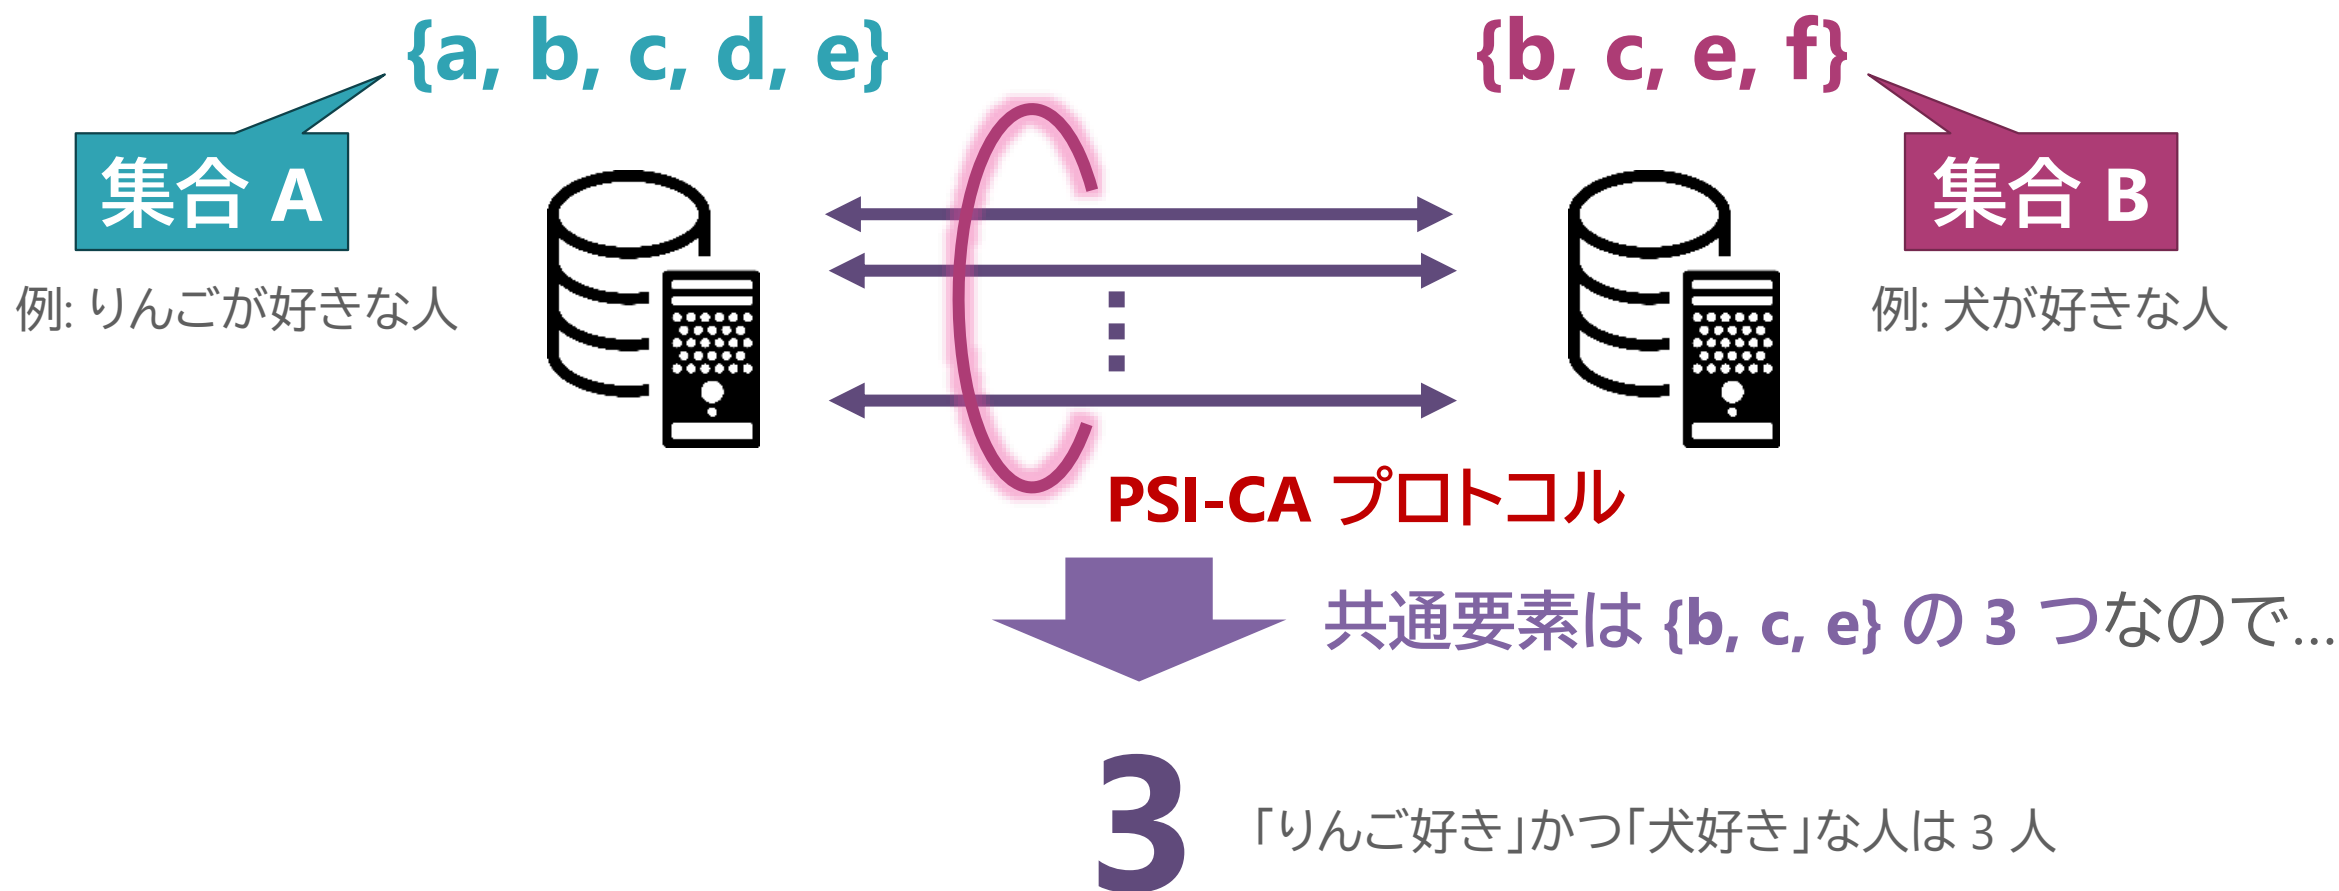 {a, b, c, d, e}
{b, c, e, f}
集合 A
集合 B
例: りんごが好きな人
例: 犬が好きな人
PSI-CA プロトコル
共通要素は {b, c, e} の 3 つなので...
3
「りんご好き」かつ「犬好き」な人は 3 人